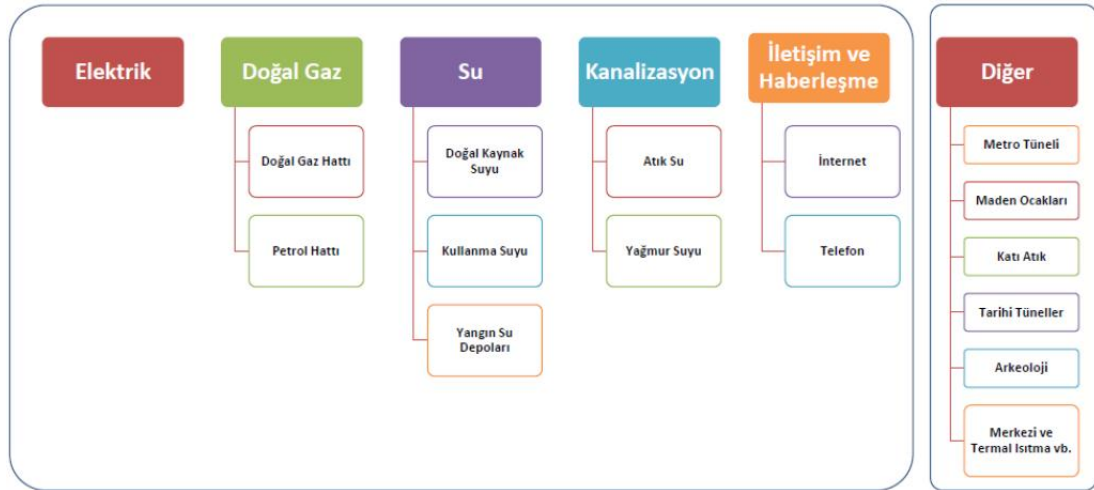 Elektrik
Doğal Gaz
Doğal Gaz Hattı
Petrol Hattı
Su
Doğal Kaynak
Suyu
Kullanma Suyu
Yangın Su
Depoları
Kanalizasyon
Atık Su
Yağmur Suyu
İletişim ve
Haberleşme
İnternet
Telefon
Diğer
Metro Tüneli
Maden Ocakları
Katı Atık
Tarihi Tüneller
Arkeoloji
Merkezi ve
Termal Isıtma vb.